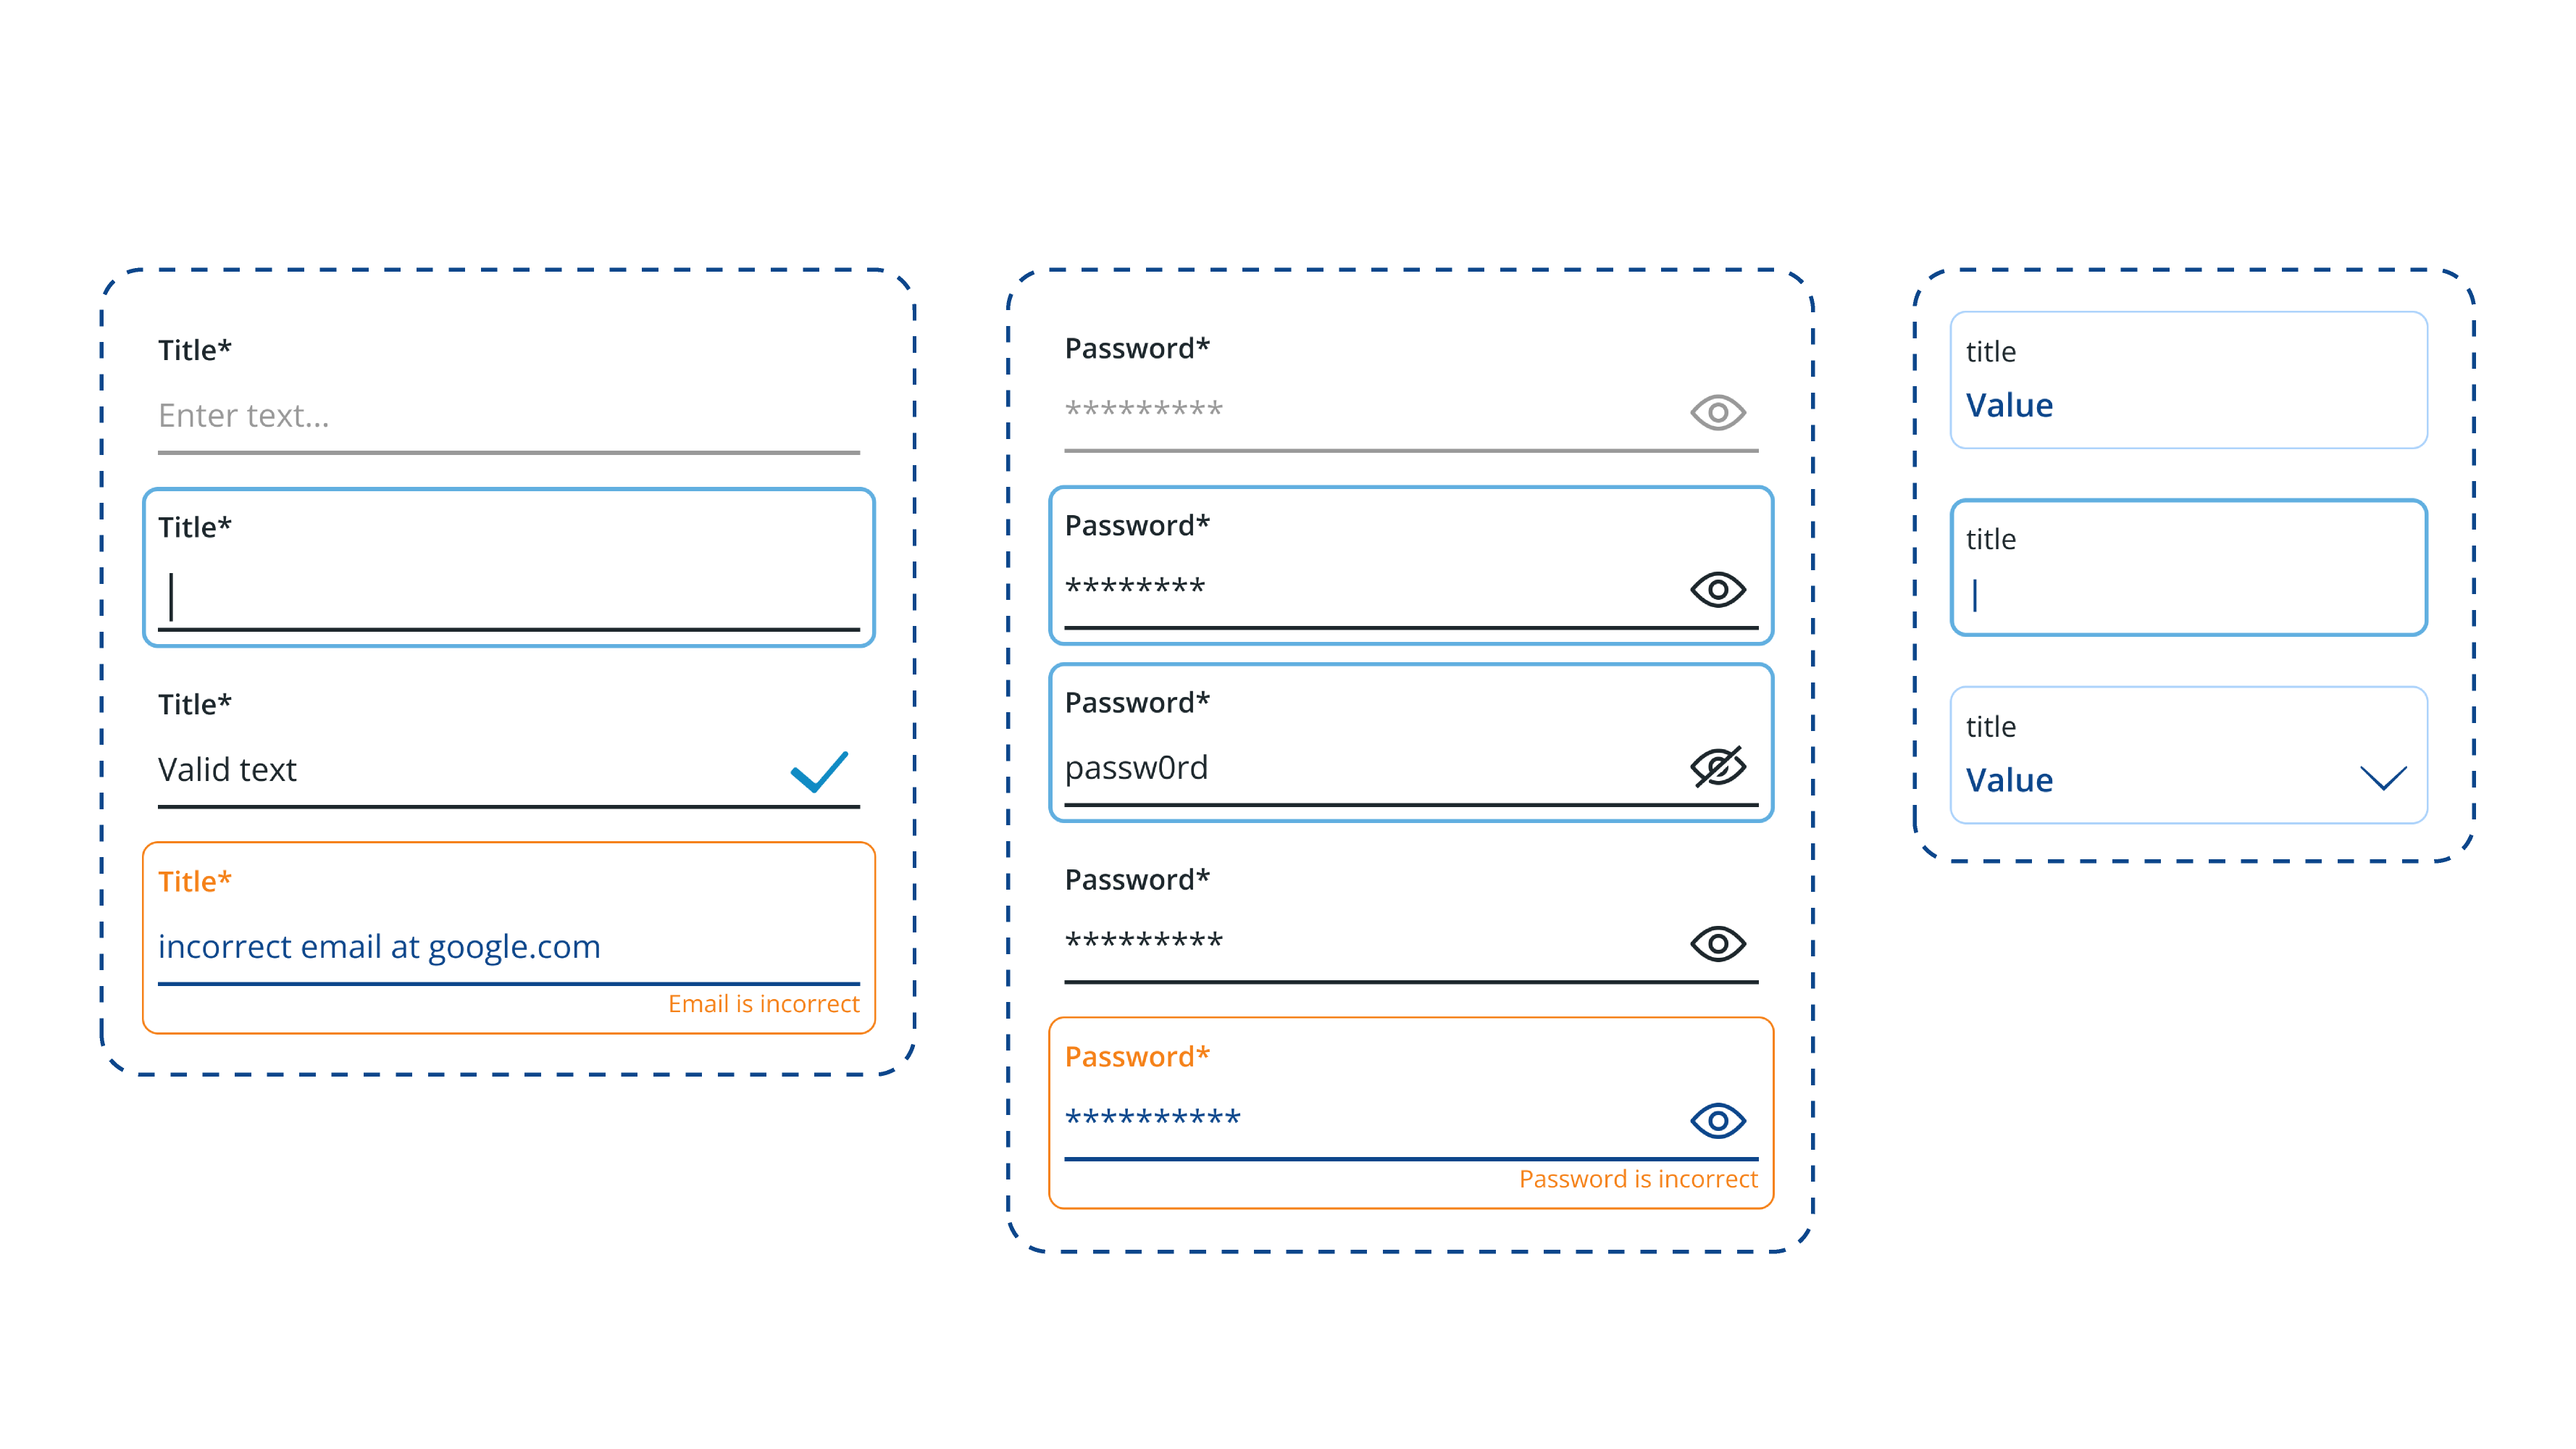 Title*
Enter text...
Title*
Title*
Valid text
Title*
incorrect email at google.com
Email is incorrect
Password*
*********
Password*
********
Password*
passw0rd
Password*
*********
Password*
**********
Password is incorrect
title
Value
title
title
Value